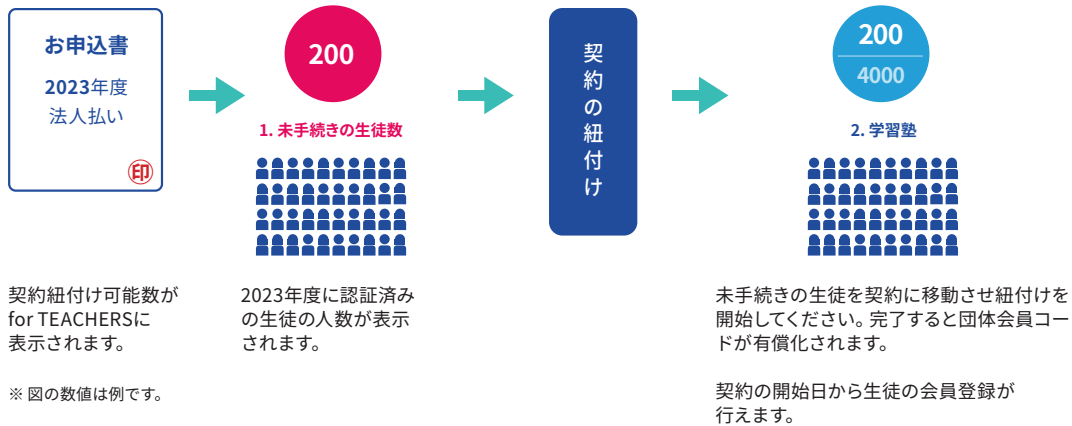 お申込書
2023年度
法人払い
印
200
1. 未手続きの生徒数
契約の紐付け
200
4000
2. 学習塾
契約紐付け可能数が
for TEACHERSに
表示されます。
※ 図の数値は例です。
2023年度に認証済み
の生徒の人数が表示
されます。
未手続きの生徒を契約に移動させ紐付けを
開始してください。完了すると団体会員コー
ドが有償化されます。
契約の開始日から生徒の会員登録が
行えます。